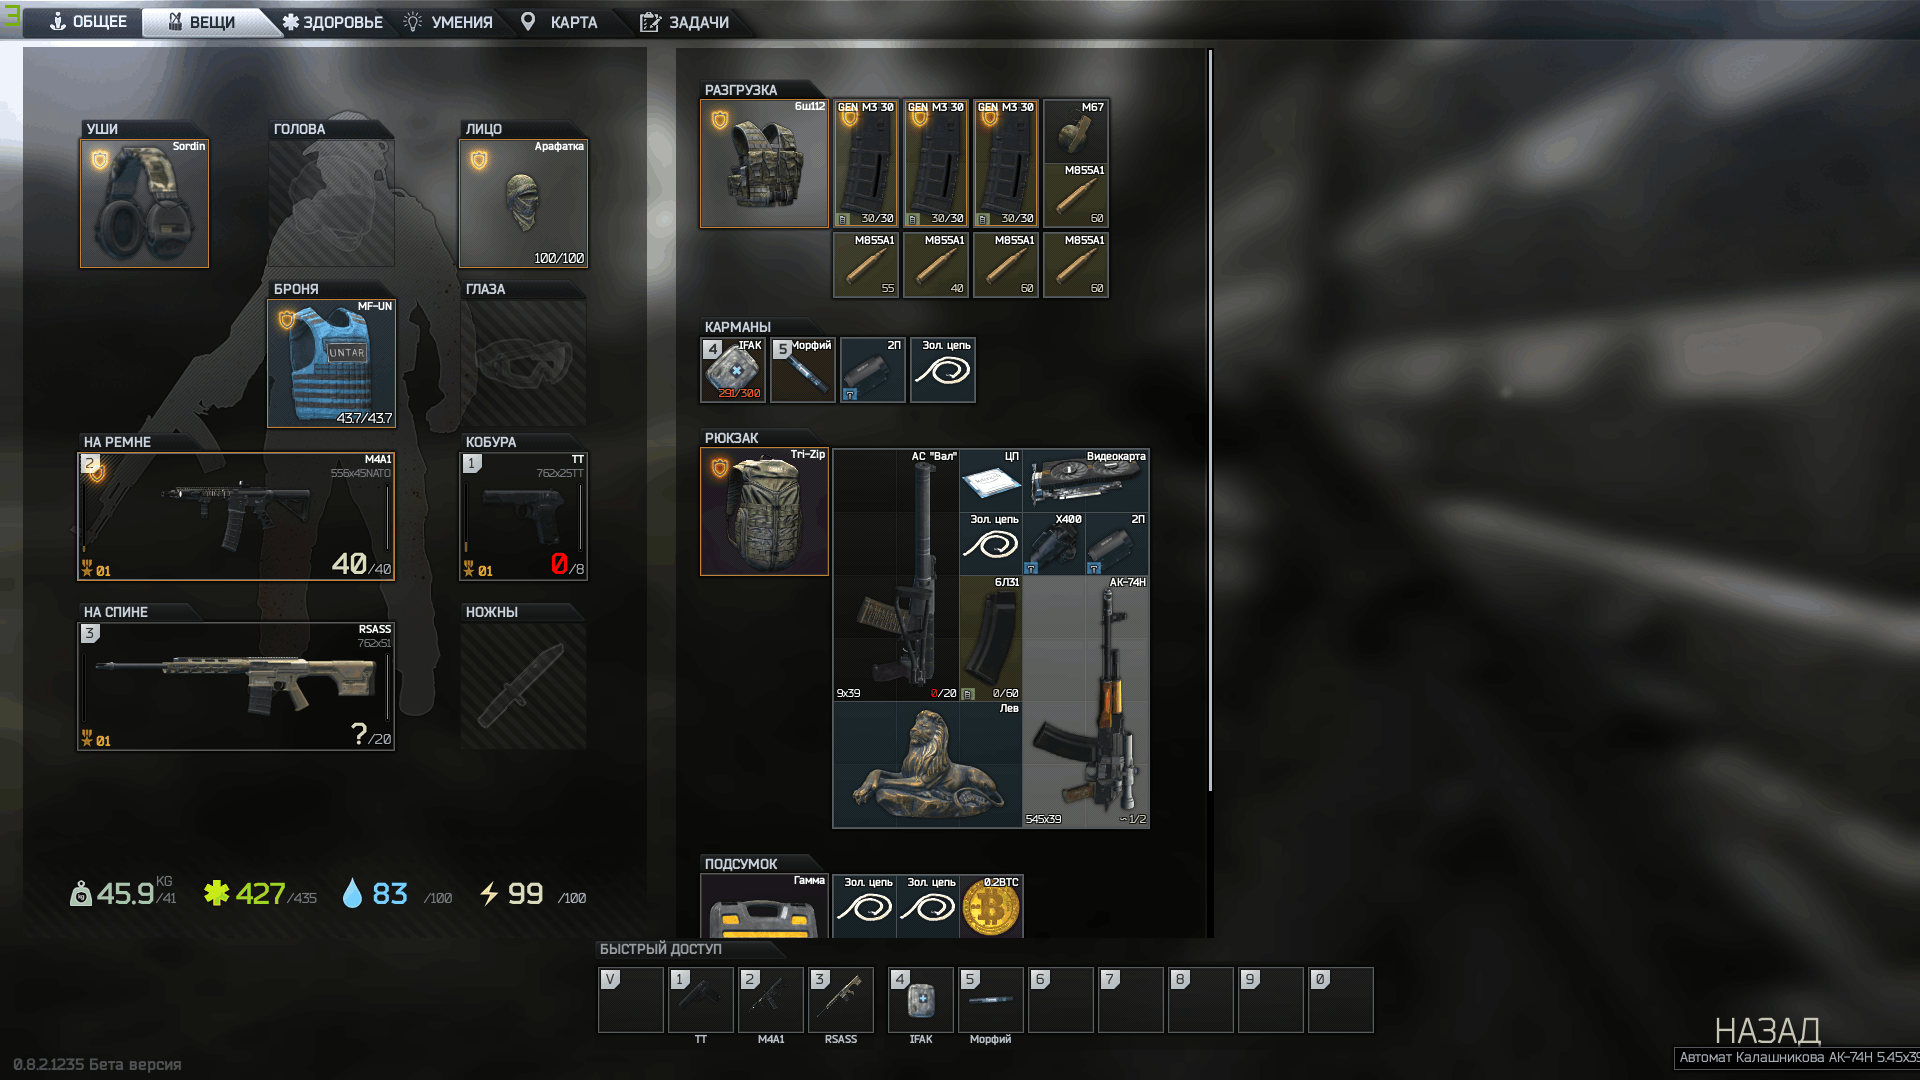 3
ОБЩЕЕ ВЕЩИ ЗДОРОВЬЕ УМЕНИЯ КАРТА ЗАДАЧИ
УШИ
Sordin
ГОЛОВА
ЛИЦО
Арафатка
100/100
БРОНЯ
MF-UN
UNTAR
43.7/43.7
ГЛАЗА
НА РЕМНЕ
2
M4A1
556x45NATO
01
40/40
КОБУРА
1
ТТ
762x25TT
01
0/8
НА СПИНЕ
3
RSASS
762x51
01
?/20
НОЖНЫ
45.9 KG /41
427/435
83 /100
99 /100
РАЗГРУЗКА
6ш112
GEN M3 30
30/30
GEN M3 30
30/30
GEN M3 30
30/30
M67
M855A1
60
M855A1
55
M855A1
40
M855A1
60
M855A1
60
КАРМАНЫ
4
IFAK
291/300
5
Морфий
2П
Зол. цепь
РЮКЗАК
Tri-Zip
АС "Вал"
9x39
0/20
ЦП
Видеокарта
Зол. цепь
X400
2П
6Л31
0/60
АК-74Н
545x39
~ 1/2
Лев
ПОДСУМОК
Гамма
Зол. цепь
Зол. цепь
0.2BTC
БЫСТРЫЙ ДОСТУП
V 1 2 3 4 5 6 7 8 9 0
ТТ M4A1 RSASS IFAK Морфий
НАЗАД
Автомат Калашникова АК-74Н 5.45x39
0.8.2.1235 Бета версия